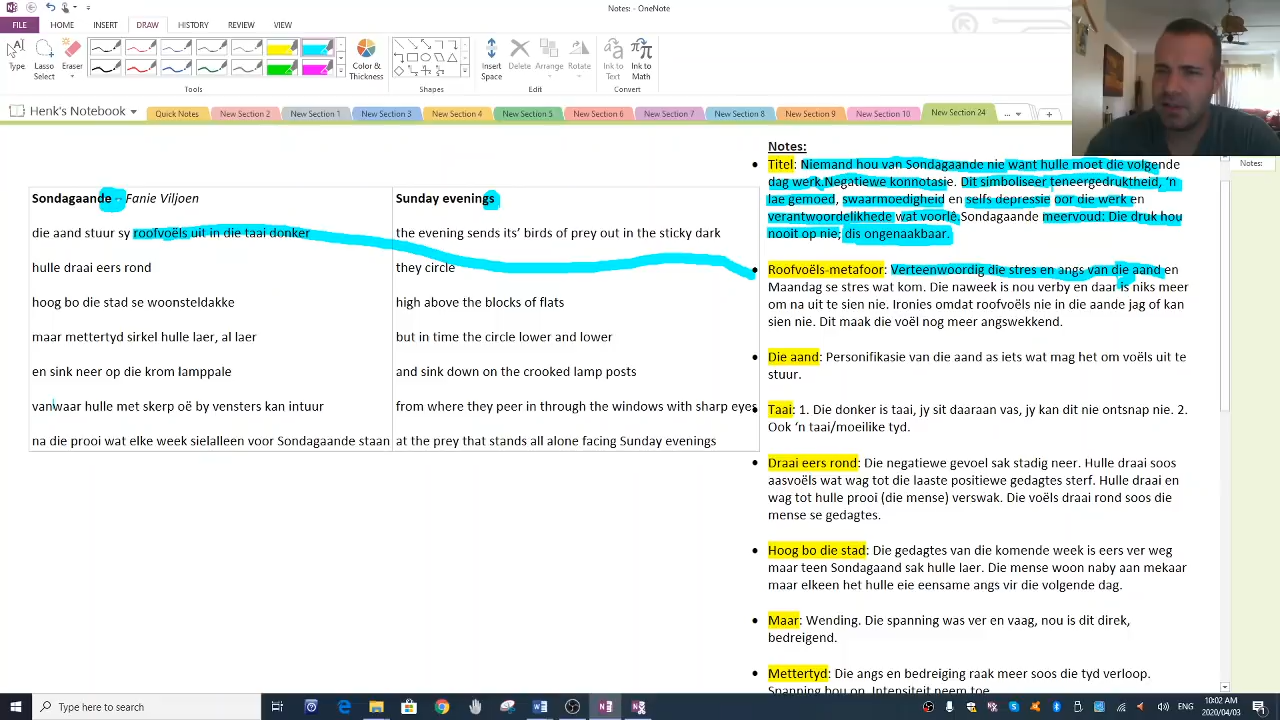 Notes: - OneNote
FILE HOME INSERT DRAW HISTORY REVIEW VIEW
Type Lasso Select Eraser Color & Thickness Insert Space Delete Arrange Rotate Ink to Text Ink to Math
Tools Shapes Edit Convert
Henk's Notebook Quick Notes New Section 2 New Section 1 New Section 3 New Section 4 New Section 5 New Section 6 New Section 7 New Section 8 New Section 9 New Section 10 New Section 24 ...
Notes:
Sondagaande – Fanie Viljoen
die aand stuur sy roofvoëls uit in die taai donker
hulle draai eers rond
hoog bo die stad se woonsteldakke
maar mettertyd sirkel hulle laer, al laer
en sink neer op die krom lamppale
vanwaar hulle met skerp oë by vensters kan intuur
na die prooi wat elke week sielalleen voor Sondagaande staan
Sunday evenings
the evening sends its' birds of prey out in the sticky dark
they circle
high above the blocks of flats
but in time the circle lower and lower
and sink down on the crooked lamp posts
from where they peer in through the windows with sharp eyes
at the prey that stands all alone facing Sunday evenings
Notes:
Titel: Niemand hou van Sondagaande nie want hulle moet die volgende
dag werk.Negatiewe konnotasie. Dit simboliseer teneergedruktheid, 'n
lae gemoed, swaarmoedigheid en selfs depressie oor die werk en
verantwoordelikhede wat voorlê. Sondagaande meervoud: Die druk hou
nooit op nie; dis ongenaakbaar.
Roofvoëls-metafoor: Verteenwoordig die stres en angs van die aand en
Maandag se stres wat kom. Die naweek is nou verby en daar is niks meer
om na uit te sien nie. Ironies omdat roofvoëls nie in die aande jag of kan
sien nie. Dit maak die voël nog meer angswekkend.
Die aand: Personifikasie van die aand as iets wat mag het om voëls uit te
stuur.
Taai: 1. Die donker is taai, jy sit daaraan vas, jy kan dit nie ontsnap nie. 2.
Ook 'n taai/moeilike tyd.
Draai eers rond: Die negatiewe gevoel sak stadig neer. Hulle draai soos
aasvoëls wat wag tot die laaste positiewe gedagtes sterf. Hulle draai en
wag tot hulle prooi (die mense) verswak. Die voëls draai rond soos die
mense se gedagtes.
Hoog bo die stad: Die gedagtes van die komende week is eers ver weg
maar teen Sondagaand sak hulle laer. Die mense woon naby aan mekaar
maar elkeen het hulle eie eensame angs vir die volgende dag.
Maar: Wending. Die spanning was ver en vaag, nou is dit direk,
bedreigend.
Mettertyd: Die angs en bedreiging raak meer soos die tyd verloop.
Spanning bou op. Intensiteit neem toe.
Type here to search
10:02 AM
2020/04/03